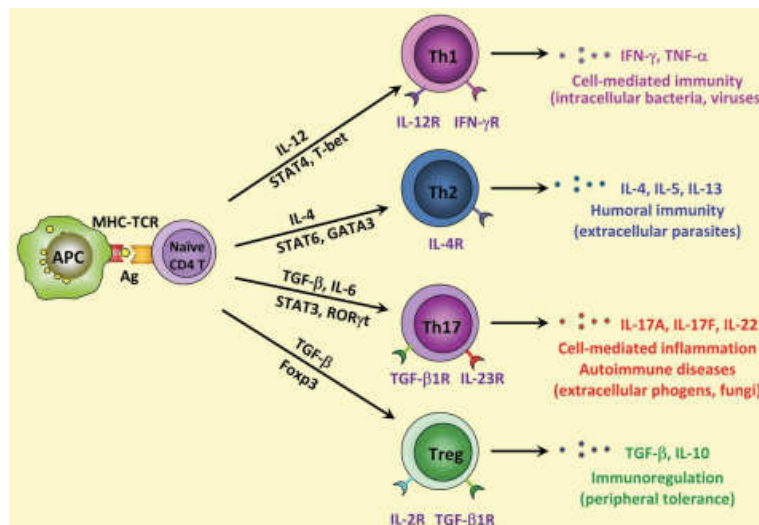 Th1
IL-12R IFN-γR
IFN-γ, TNF-α
Cell-mediated immunity
(intracellular bacteria, viruses
IL-12
STAT4, T-bet
Th2
IL-4R
IL-4, IL-5, IL-13
Humoral immunity
(extracellular parasites)
IL-4
STAT6, GATA3
MHC-TCR
APC
Ag
Naïve
CD4 T
TGF-β, IL-6
STAT3, RORγt
Th17
TGF-β1R IL-23R
IL-17A, IL-17F, IL-22
Cell-mediated inflammation
Autoimmune diseases
(extracellular phogens, fungi)
TGF-β
Foxp3
Treg
IL-2R TGF-β1R
TGF-β, IL-10
Immunoregulation
(peripheral tolerance)